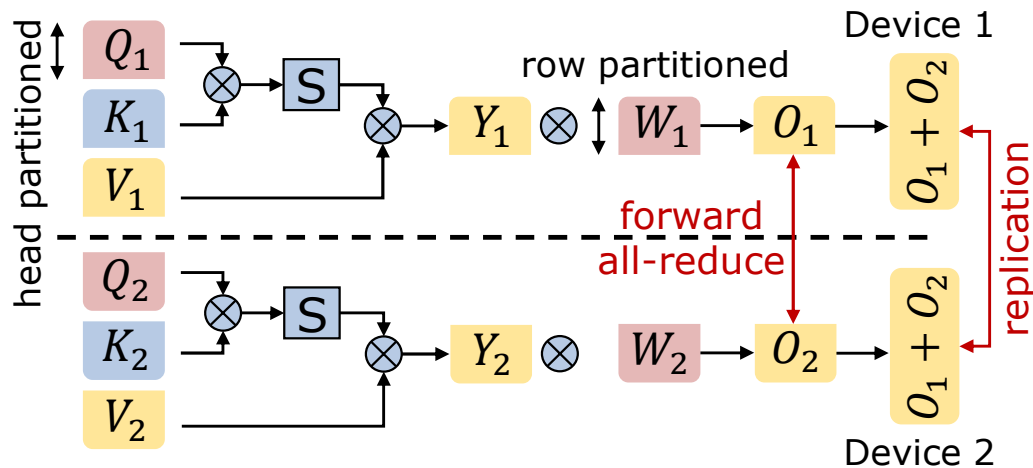 head partitioned
Q₁
K₁
V₁
S
Y₁
row partitioned
W₁
O₁
Device 1
O₁ + O₂
forward
all-reduce
replication
Q₂
K₂
V₂
S
Y₂
W₂
O₂
O₁ + O₂
Device 2